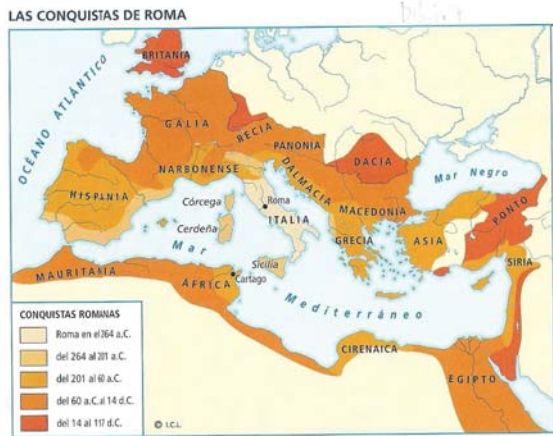 LAS CONQUISTAS DE ROMA
BRITANIA
OCÉANO ATLÁNTICO
GALIA
RECIA
PANONIA
DACIA
Mar Negro
NARBONENSE
DALMACIA
HISPANIA
Córcega
Roma
ITALIA
MACEDONIA
PONTO
Cerdeña
GRECIA
ASIA
SIRIA
Mar
Sicilia
MAURITANIA
ÁFRICA
Cartago
Mediterráneo
CIRENAICA
EGIPTO
CONQUISTAS ROMANAS
Roma en el 264 a.C.
del 264 al 201 a.C.
del 201 al 60 a.C.
del 60 a.C. al 14 d.C.
del 14 al 117 d.C.
© I.C.L.